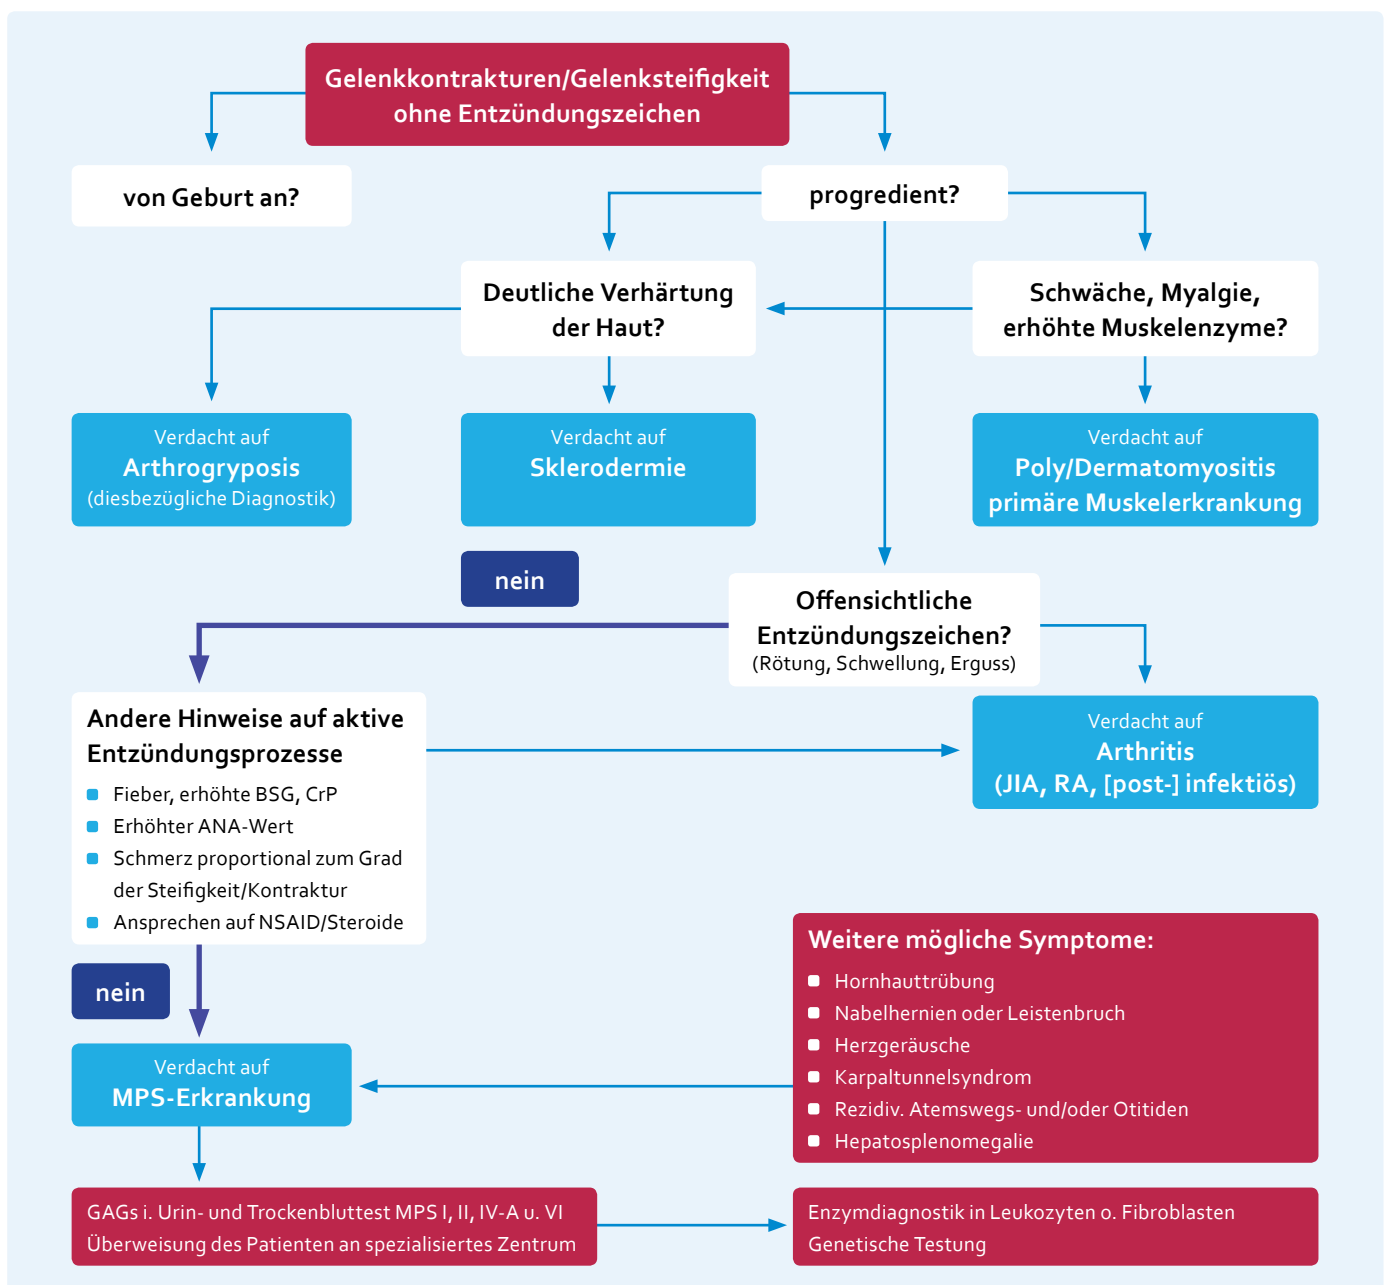 Gelenkkontrakturen/Gelenksteifigkeit
ohne Entzündungszeichen
von Geburt an?
progredient?
Deutliche Verhärtung
der Haut?
Schwäche, Myalgie,
erhöhte Muskelenzyme?
Verdacht auf
Arthrogryposis
(diesbezügliche Diagnostik)
Verdacht auf
Sklerodermie
Verdacht auf
Poly/Dermatomyositis
primäre Muskelerkrankung
nein
Offensichtliche
Entzündungszeichen?
(Rötung, Schwellung, Erguss)
Andere Hinweise auf aktive
Entzündungsprozesse
Fieber, erhöhte BSG, CrP
Erhöhter ANA-Wert
Schmerz proportional zum Grad
der Steifigkeit/Kontraktur
Ansprechen auf NSAID/Steroide
Verdacht auf
Arthritis
(JIA, RA, [post-] infektiös)
nein
Weitere mögliche Symptome:
Hornhauttrübung
Nabelhernien oder Leistenbruch
Herzgeräusche
Karpaltunnelsyndrom
Rezidiv. Atemswegs- und/oder Otitiden
Hepatosplenomegalie
Verdacht auf
MPS-Erkrankung
GAGs i. Urin- und Trockenbluttest MPS I, II, IV-A u. VI
Überweisung des Patienten an spezialisiertes Zentrum
Enzymdiagnostik in Leukozyten o. Fibroblasten
Genetische Testung